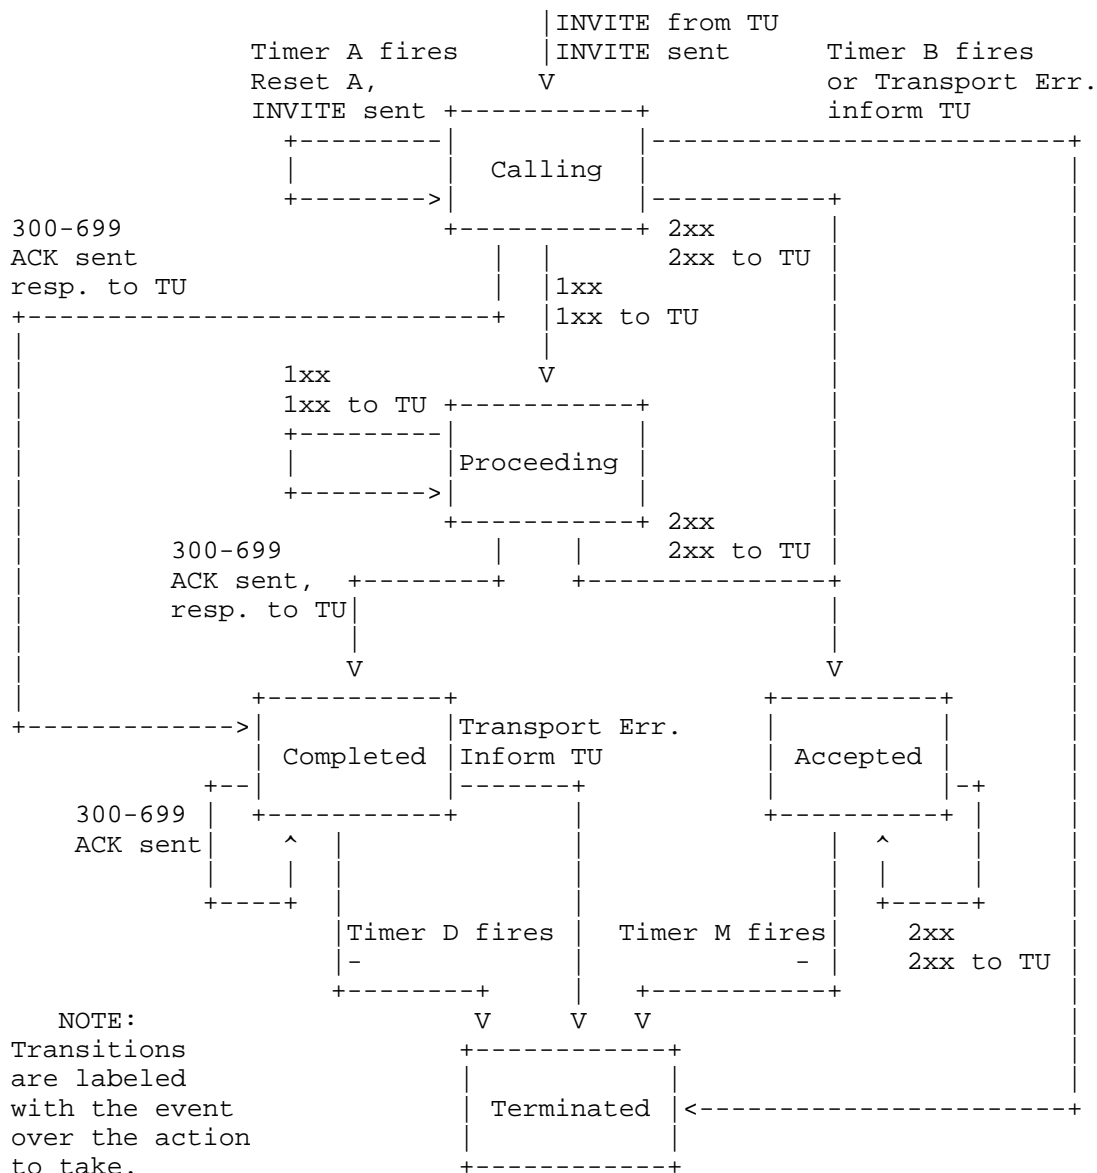 |INVITE from TU
Timer A fires |INVITE sent Timer B fires
Reset A, V or Transport Err.
INVITE sent inform TU
Calling
300-699 2xx
ACK sent 2xx to TU
resp. to TU |1xx
|1xx to TU
1xx V
1xx to TU
Proceeding
2xx
300-699 2xx to TU
ACK sent,
resp. to TU
V V
Transport Err.
Completed Inform TU Accepted
300-699
ACK sent
Timer D fires Timer M fires 2xx
- - 2xx to TU
NOTE: V V V
Transitions
are labeled
with the event Terminated
over the action
to take.